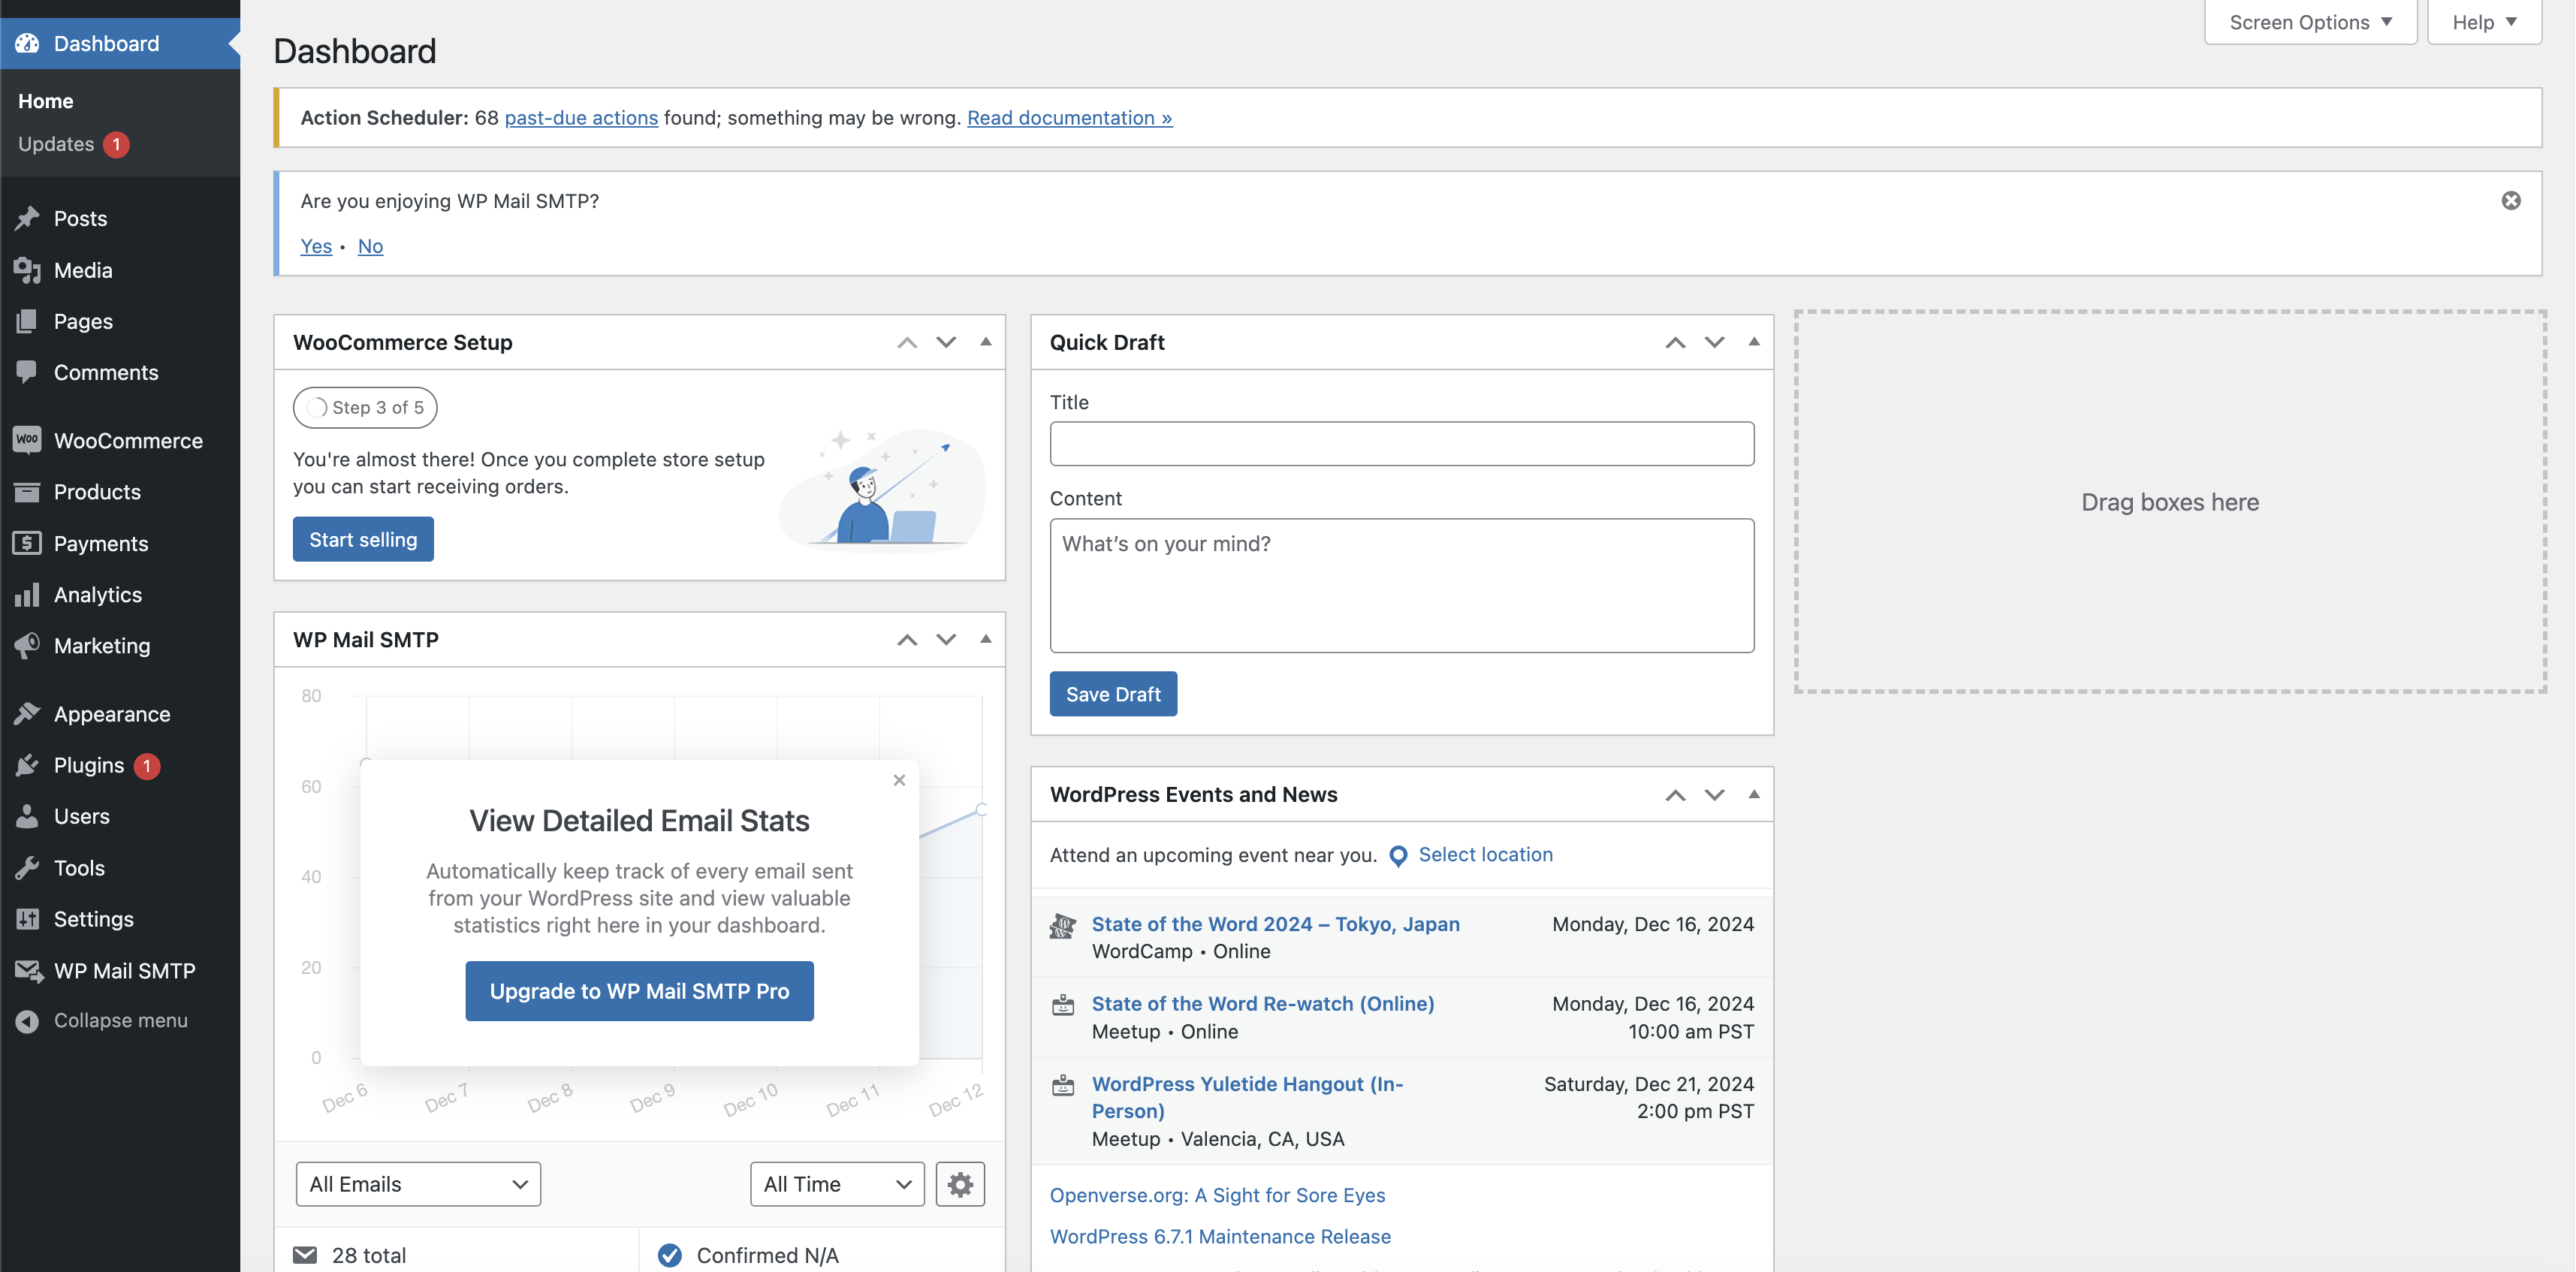 Dashboard
Home
Updates 1
Posts
Media
Pages
Comments
Woo WooCommerce
Products
Payments
Analytics
Marketing
Appearance
Plugins 1
Users
Tools
Settings
WP Mail SMTP
Collapse menu
Screen Options
Help
Dashboard
Action Scheduler: 68 past-due actions found; something may be wrong. Read documentation »
Are you enjoying WP Mail SMTP?
Yes • No
WooCommerce Setup
Step 3 of 5
You're almost there! Once you complete store setup
you can start receiving orders.
Start selling
WP Mail SMTP
80
60
40
20
0
Dec 6
Dec 7
Dec 8
Dec 9
Dec 10
Dec 11
Dec 12
View Detailed Email Stats
Automatically keep track of every email sent
from your WordPress site and view valuable
statistics right here in your dashboard.
Upgrade to WP Mail SMTP Pro
All Emails
All Time
28 total
Confirmed N/A
Quick Draft
Title
Content
What’s on your mind?
Save Draft
WordPress Events and News
Attend an upcoming event near you. Select location
State of the Word 2024 – Tokyo, Japan
WordCamp • Online
Monday, Dec 16, 2024
State of the Word Re-watch (Online)
Meetup • Online
Monday, Dec 16, 2024
10:00 am PST
WordPress Yuletide Hangout (In-
Person)
Meetup • Valencia, CA, USA
Saturday, Dec 21, 2024
2:00 pm PST
Openverse.org: A Sight for Sore Eyes
WordPress 6.7.1 Maintenance Release
Drag boxes here